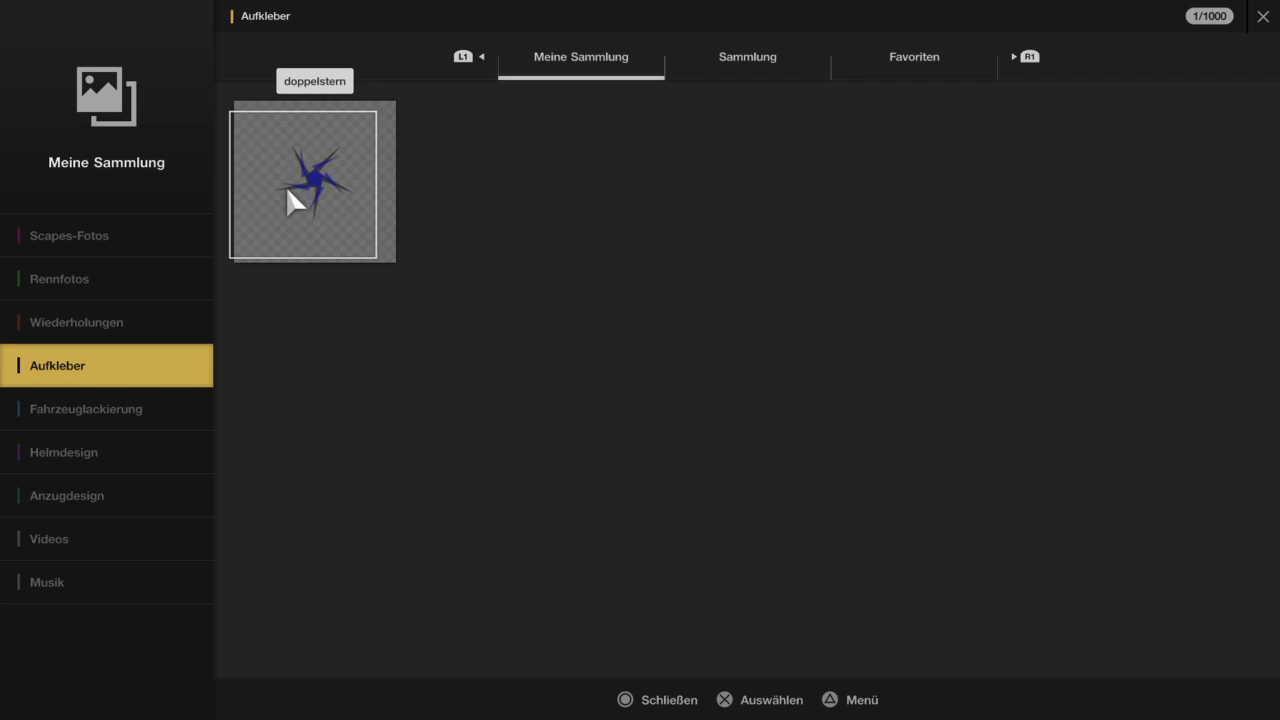 Aufkleber
1/1000
L1
Meine Sammlung
Sammlung
Favoriten
R1
doppelstern
Meine Sammlung
Scapes-Fotos
Rennfotos
Wiederholungen
Aufkleber
Fahrzeuglackierung
Helmdesign
Anzugdesign
Videos
Musik
Schließen
Auswählen
Menü